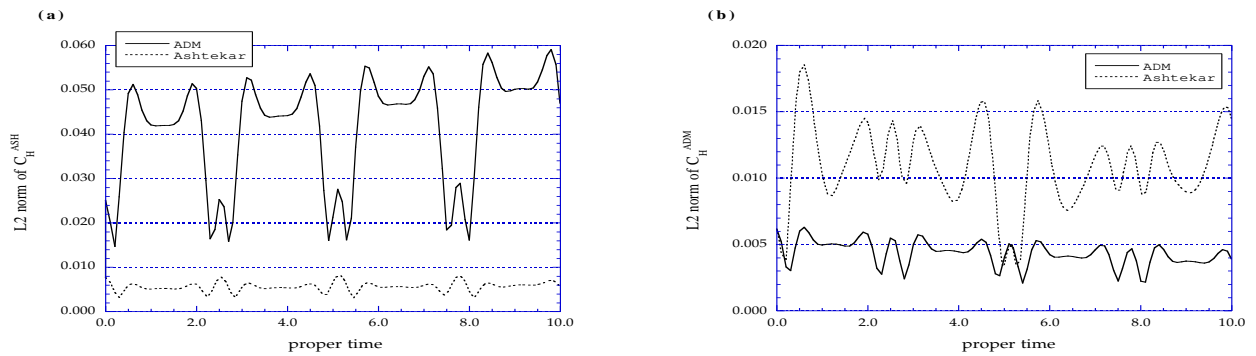 (a)
ADM
Ashtekar
0.060
0.050
0.040
0.030
0.020
0.010
0.000
L2 norm of C_H^ASH
0.0 2.0 4.0 6.0 8.0 10.0
proper time
(b)
ADM
Ashtekar
0.020
0.015
0.010
0.005
0.000
L2 norm of C_H^ADM
0.0 2.0 4.0 6.0 8.0 10.0
proper time